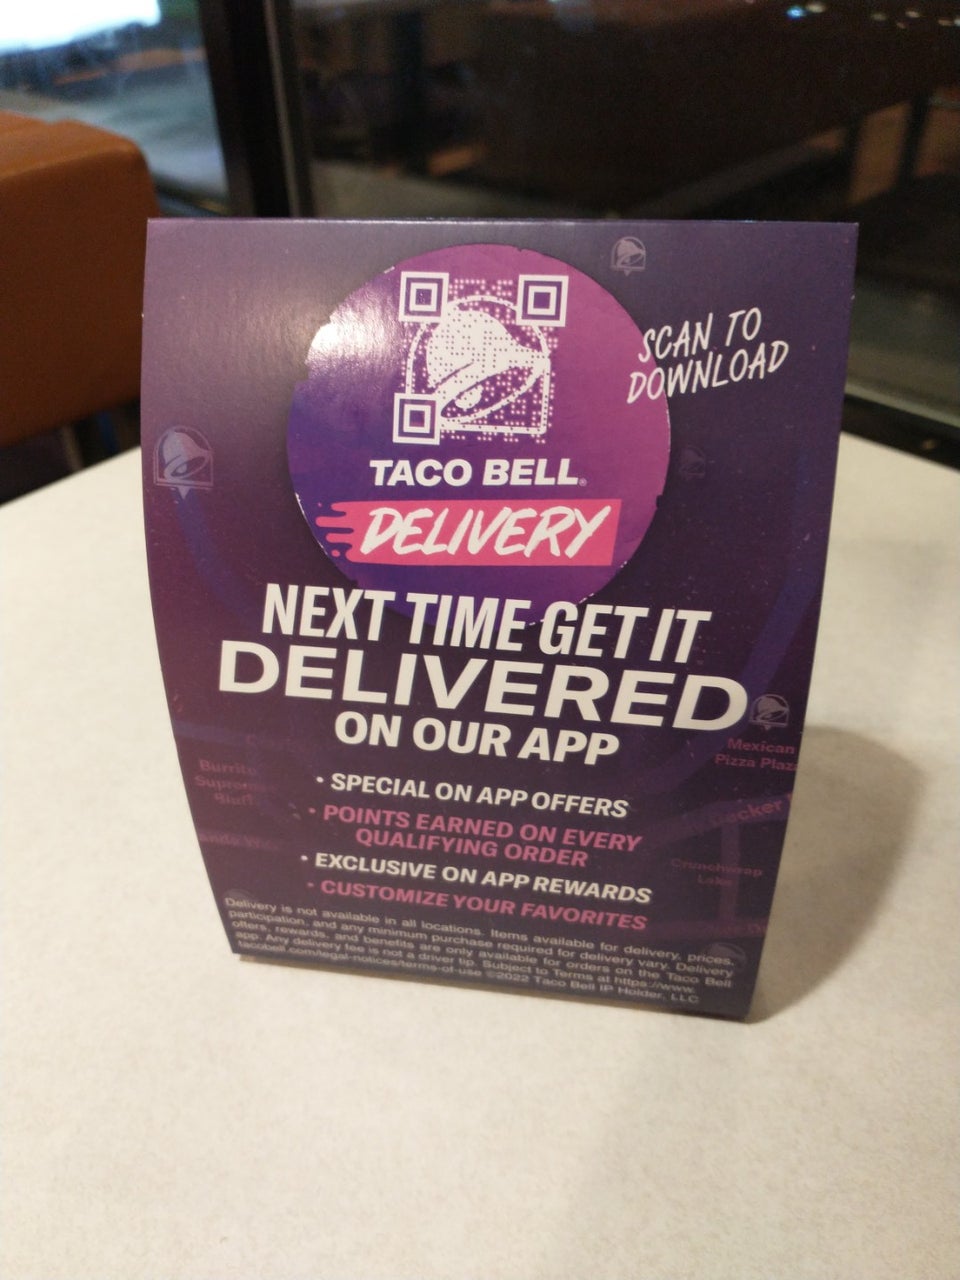 SCAN TO
DOWNLOAD
TACO BELL®
DELIVERY
NEXT TIME GET IT
DELIVERED
ON OUR APP
• SPECIAL ON APP OFFERS
• POINTS EARNED ON EVERY
QUALIFYING ORDER
• EXCLUSIVE ON APP REWARDS
• CUSTOMIZE YOUR FAVORITES
Mexican
Pizza Plaza
Burrito
Supreme
Bluff
Crunchwrap
Lake
Delivery is not available in all locations. Items available for delivery, prices,
participation, and any minimum purchase required for delivery vary. Delivery
offers, rewards, and benefits are only available for orders on the Taco Bell
app. Any delivery fee is not a driver tip. Subject to Terms at https://www.
tacobell.com/legal-notices/terms-of-use ©2022 Taco Bell IP Holder, LLC